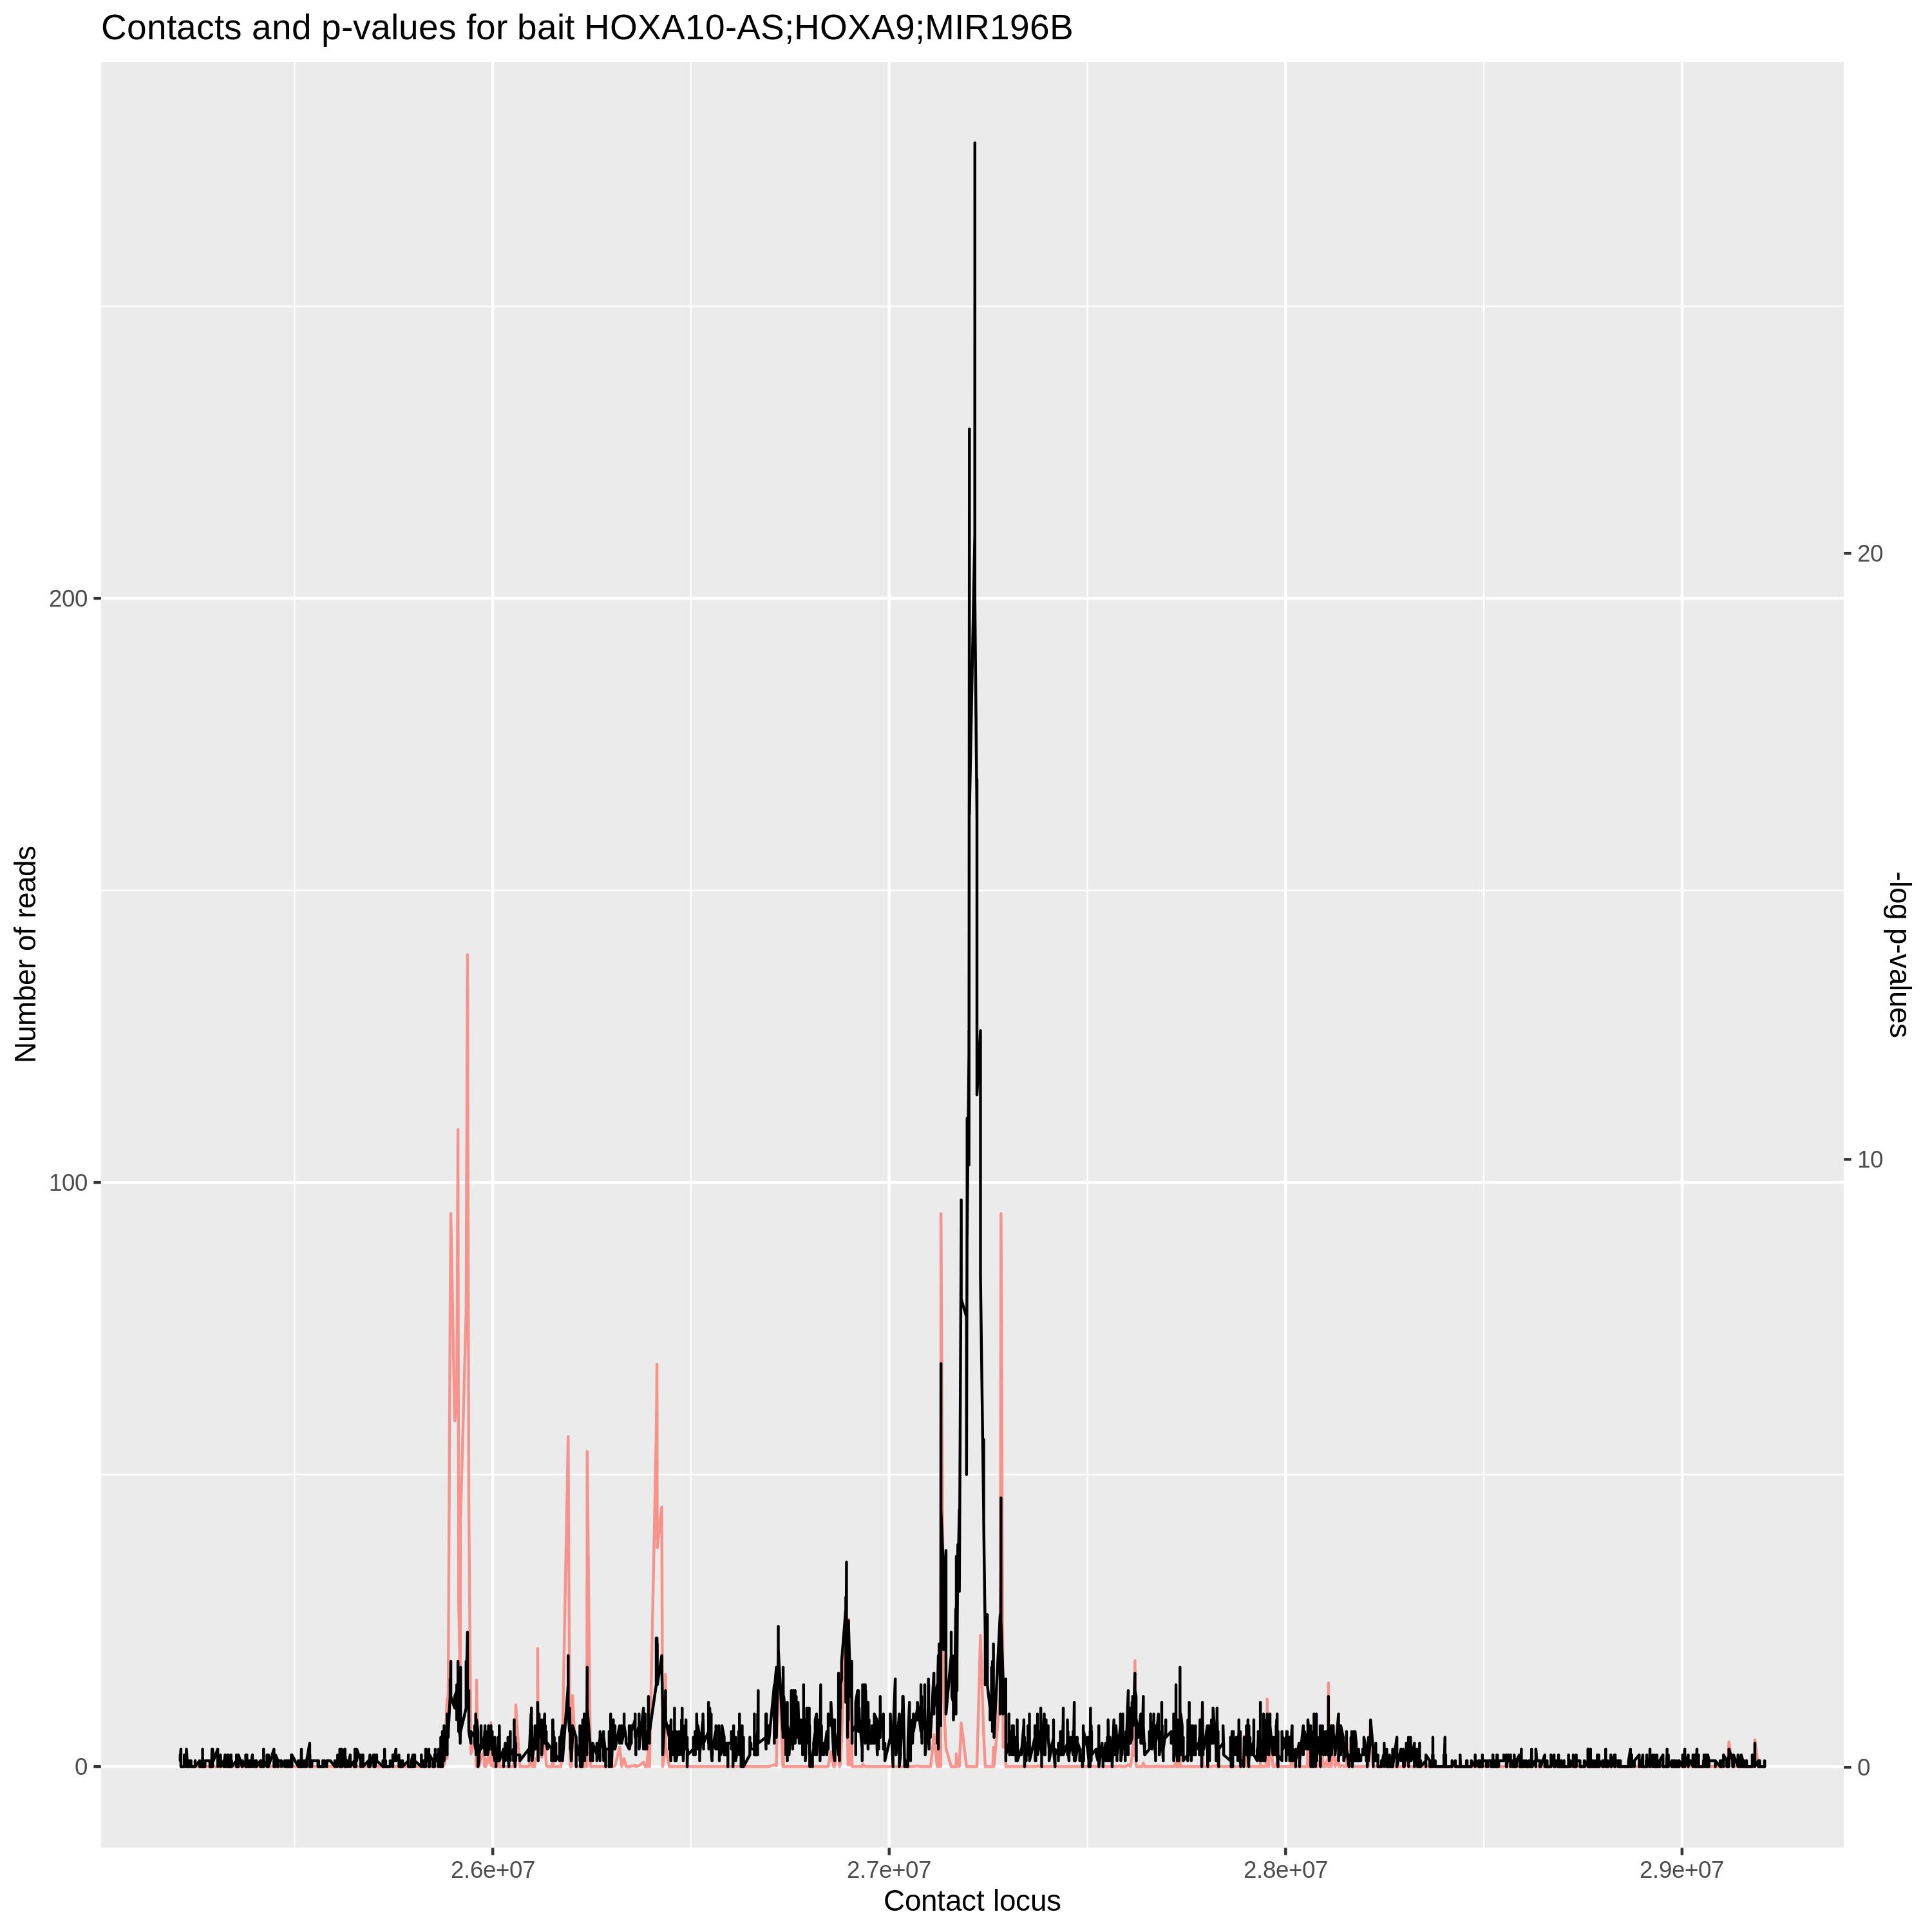 Contacts and p-values for bait HOXA10-AS;HOXA9;MIR196B
Number of reads
200
100
0
20
10
0
-log p-values
2.6e+07
2.7e+07
2.8e+07
2.9e+07
Contact locus